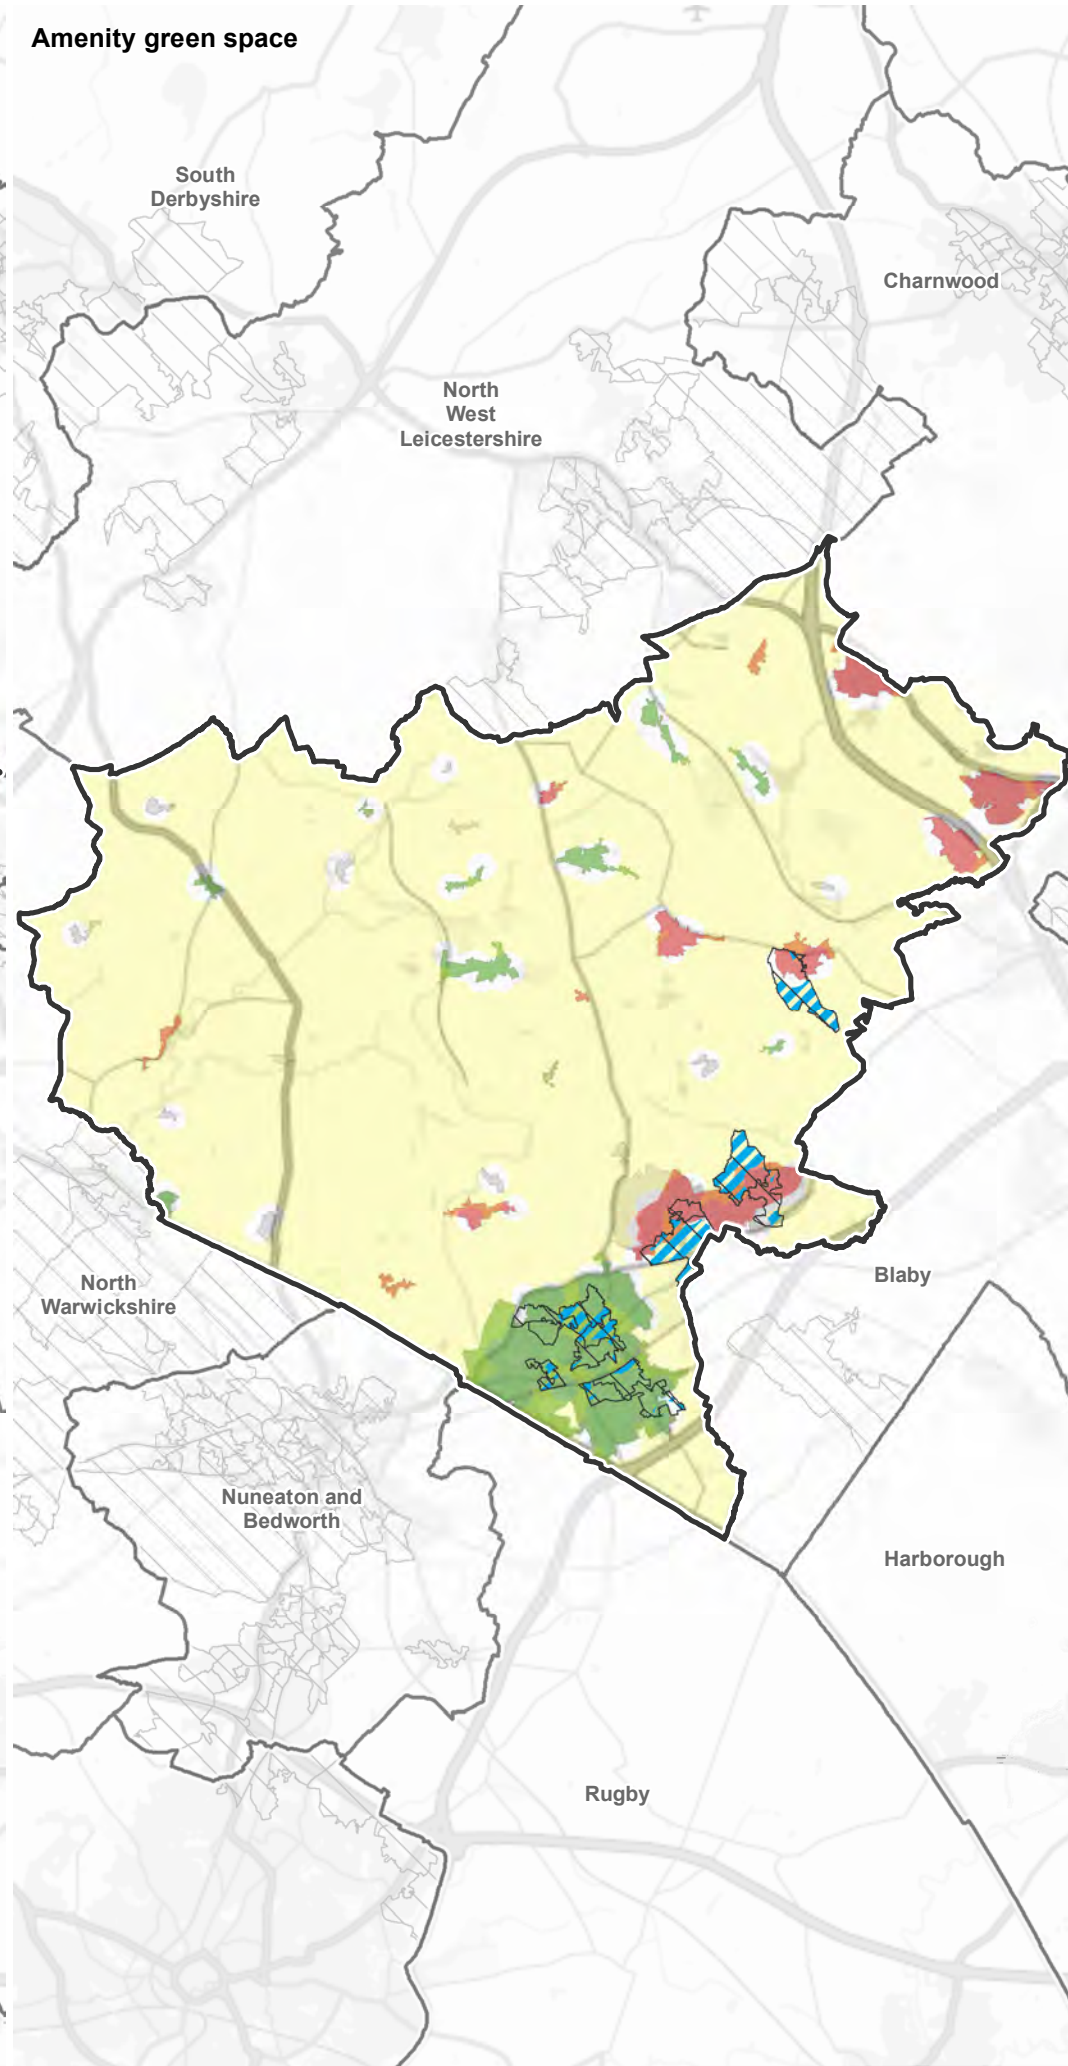 Amenity green space
South
Derbyshire
Charnwood
North
West
Leicestershire
North
Warwickshire
Blaby
Nuneaton and
Bedworth
Harborough
Rugby